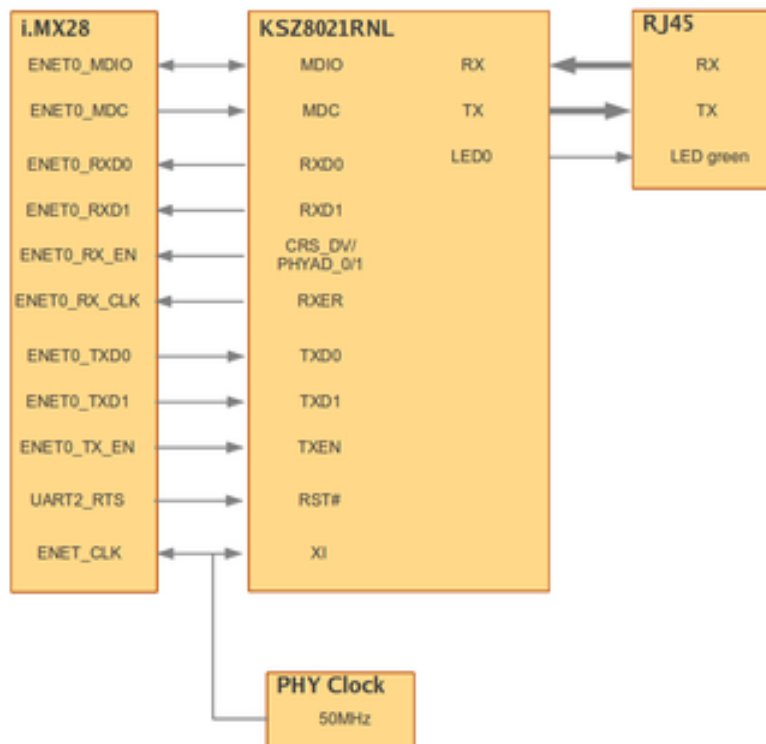 i.MX28 KSZ8021RNL RJ45
ENET0_MDIO MDIO RX RX
ENET0_MDC MDC TX TX
ENET0_RXD0 RXD0 LED0 LED green
ENET0_RXD1 RXD1
ENET0_RX_EN CRS_DV/
PHYAD_0/1
ENET0_RX_CLK RXER
ENET0_TXD0 TXD0
ENET0_TXD1 TXD1
ENET0_TX_EN TXEN
UART2_RTS RST#
ENET_CLK XI
PHY Clock
50MHz